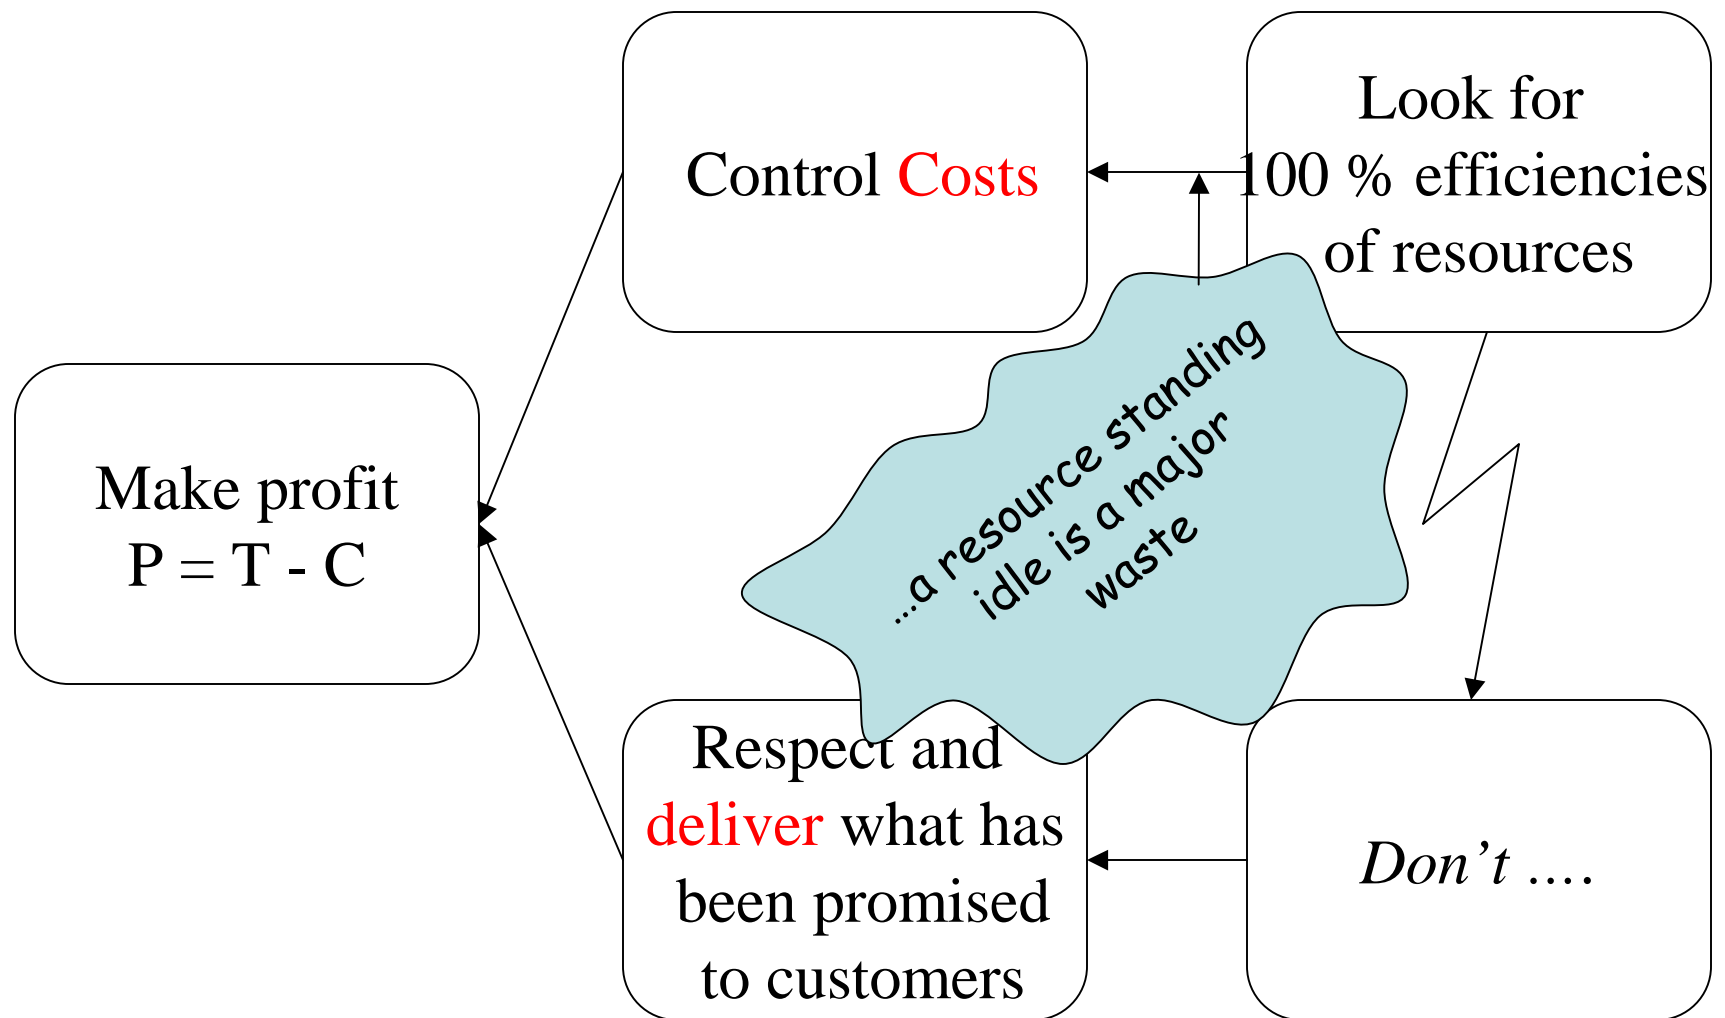 Make profit
P = T - C
Control Costs
Look for
100 % efficiencies
of resources
...a resource standing
idle is a major
waste
Respect and
deliver what has
been promised
to customers
Don’t ….